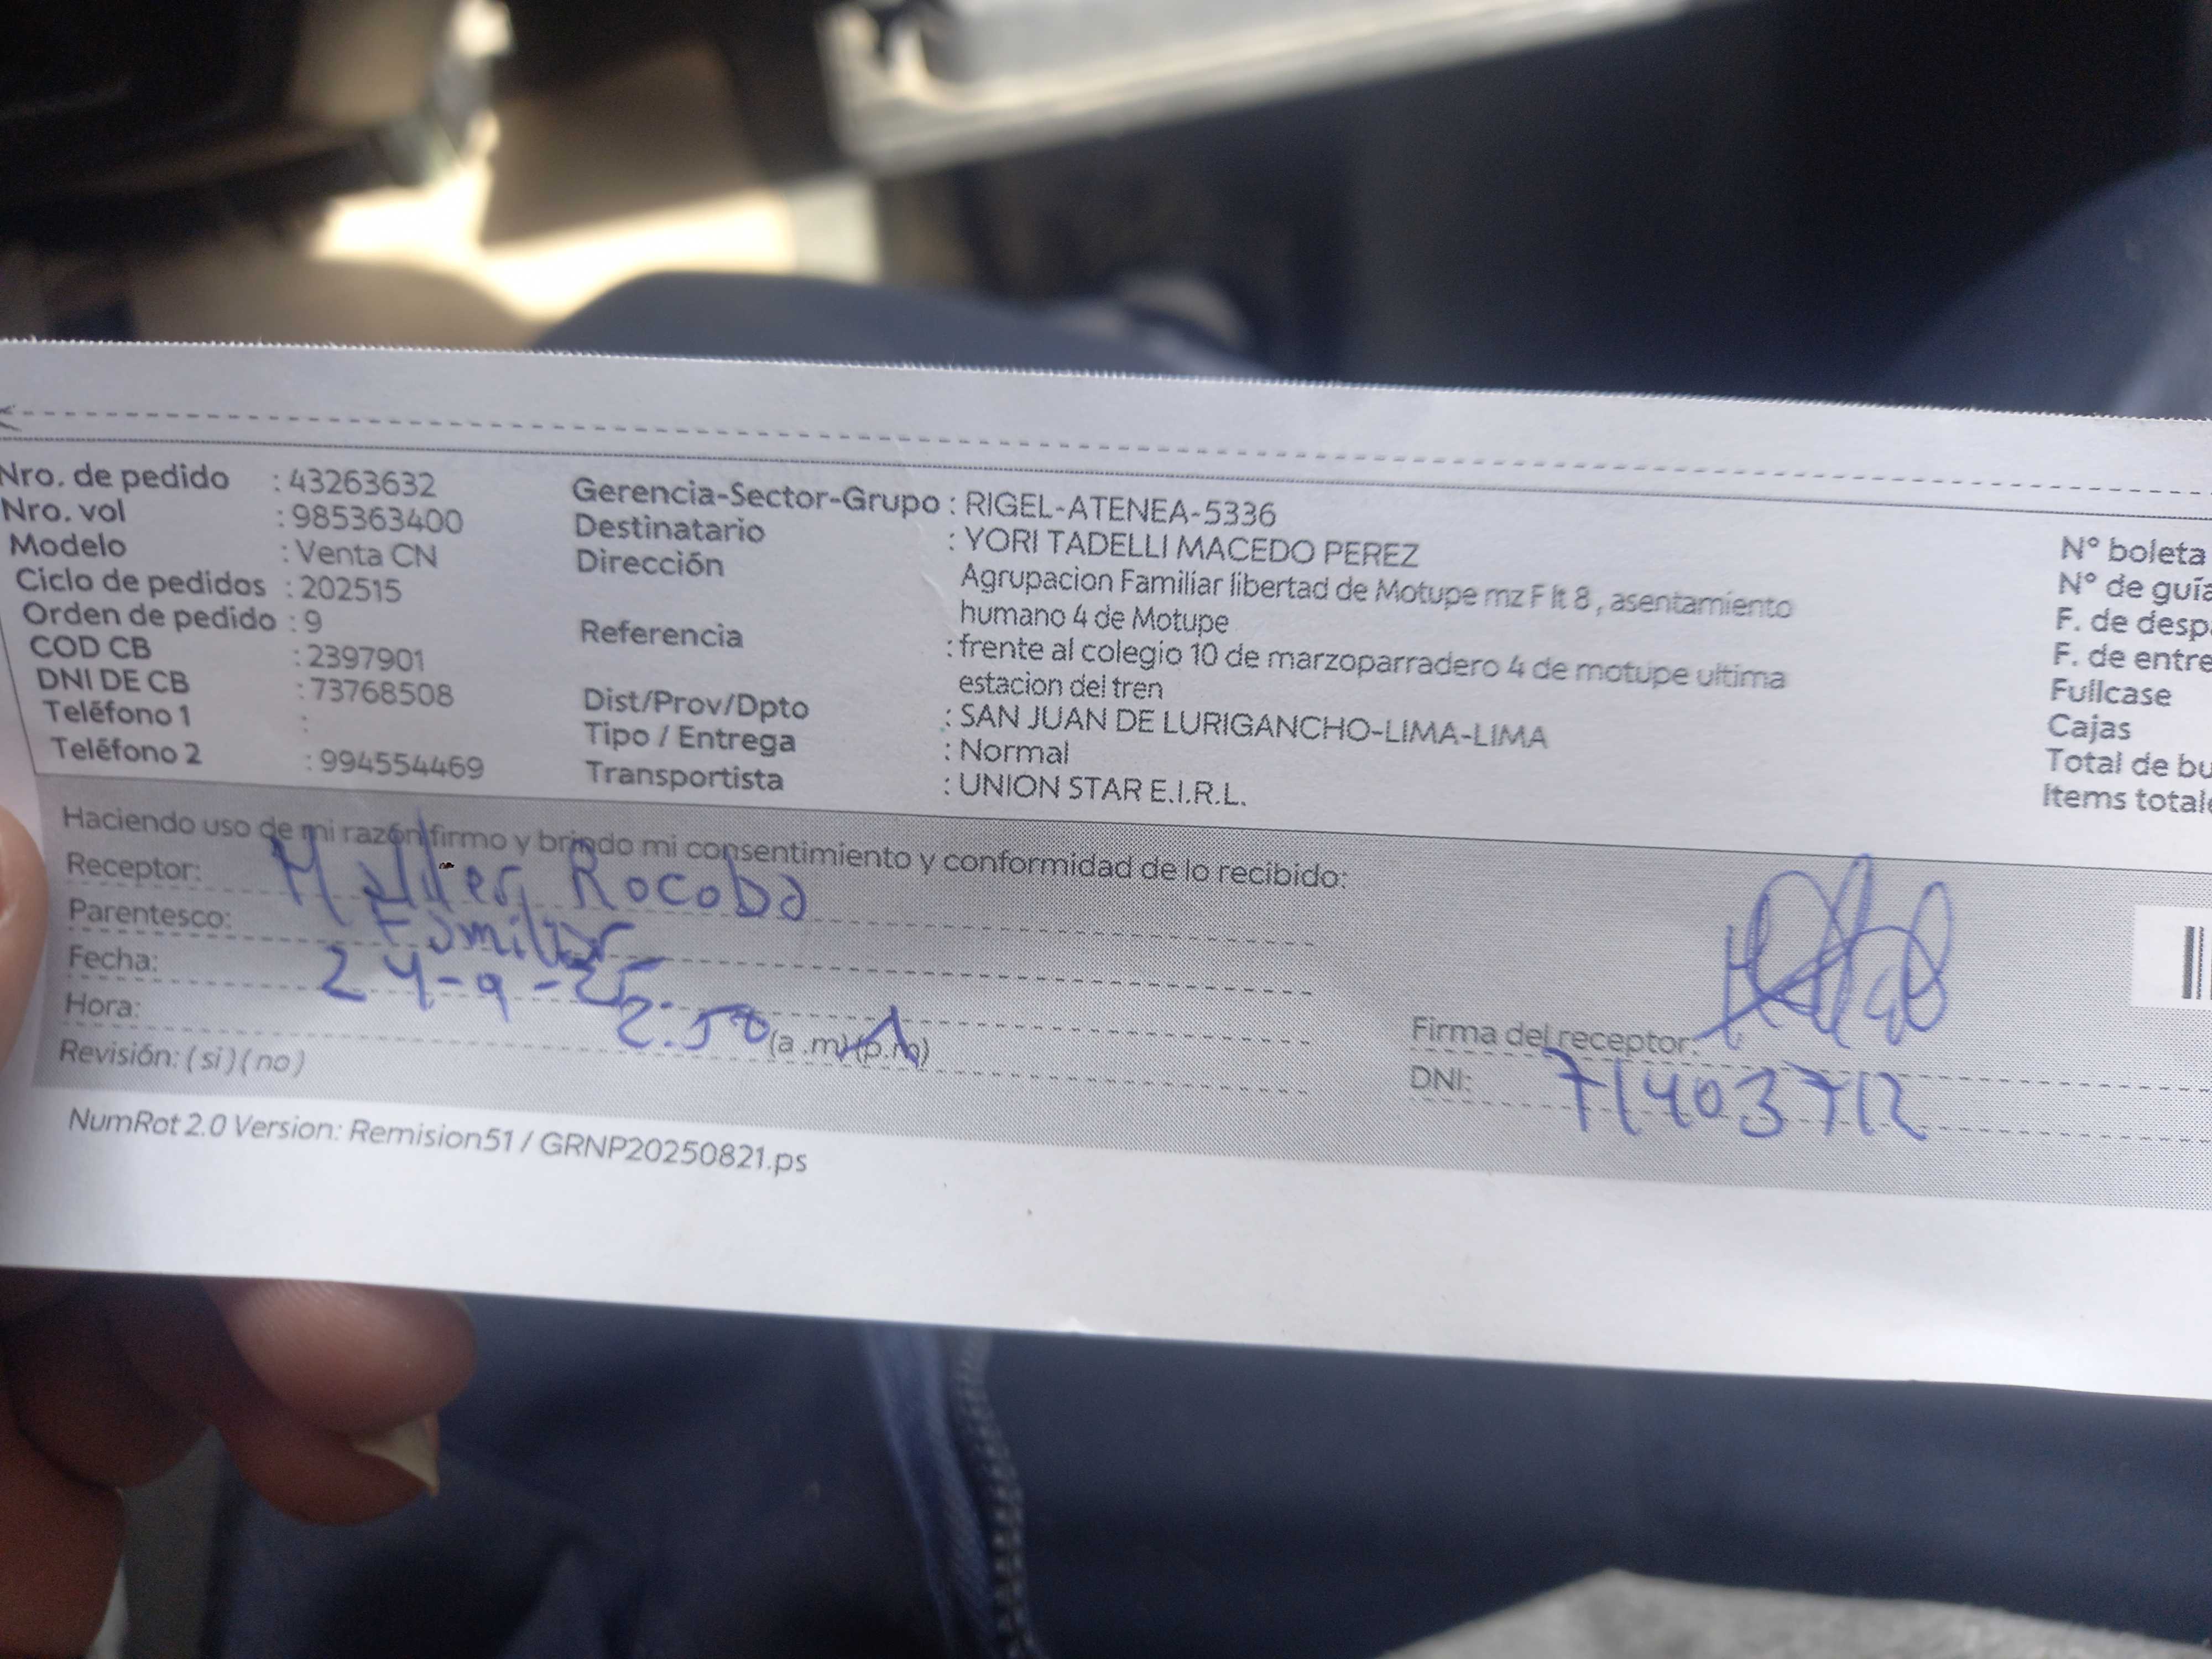 Nro. de pedido : 43263632
Nro. vol : 985363400
Modelo : Venta CN
Ciclo de pedidos : 202515
Orden de pedido : 9
COD CB : 2397901
DNI DE CB : 73768508
Teléfono 1 :
Teléfono 2 : 994554469
Gerencia-Sector-Grupo : RIGEL-ATENEA-5336
Destinatario : YORI TADELLI MACEDO PEREZ
Dirección Agrupacion Familiar libertad de Motupe mz F lt 8 , asentamiento
humano 4 de Motupe
Referencia : frente al colegio 10 de marzoparradero 4 de motupe ultima
estacion del tren
Dist/Prov/Dpto : SAN JUAN DE LURIGANCHO-LIMA-LIMA
Tipo / Entrega : Normal
Transportista : UNION STAR E.I.R.L.
N° boleta
N° de guía
F. de desp
F. de entre
Fullcase
Cajas
Total de bu
Items total
Haciendo uso de mi razón firmo y brindo mi consentimiento y conformidad de lo recibido:
Receptor: Rocoba
Parentesco: Familiar
Fecha: 24-9-25
Hora: 2:50 (a .m) (p.m)
Revisión: ( si ) ( no )
Firma del receptor:
DNI: 71403712
NumRot 2.0 Version: Remision51 / GRNP20250821.ps